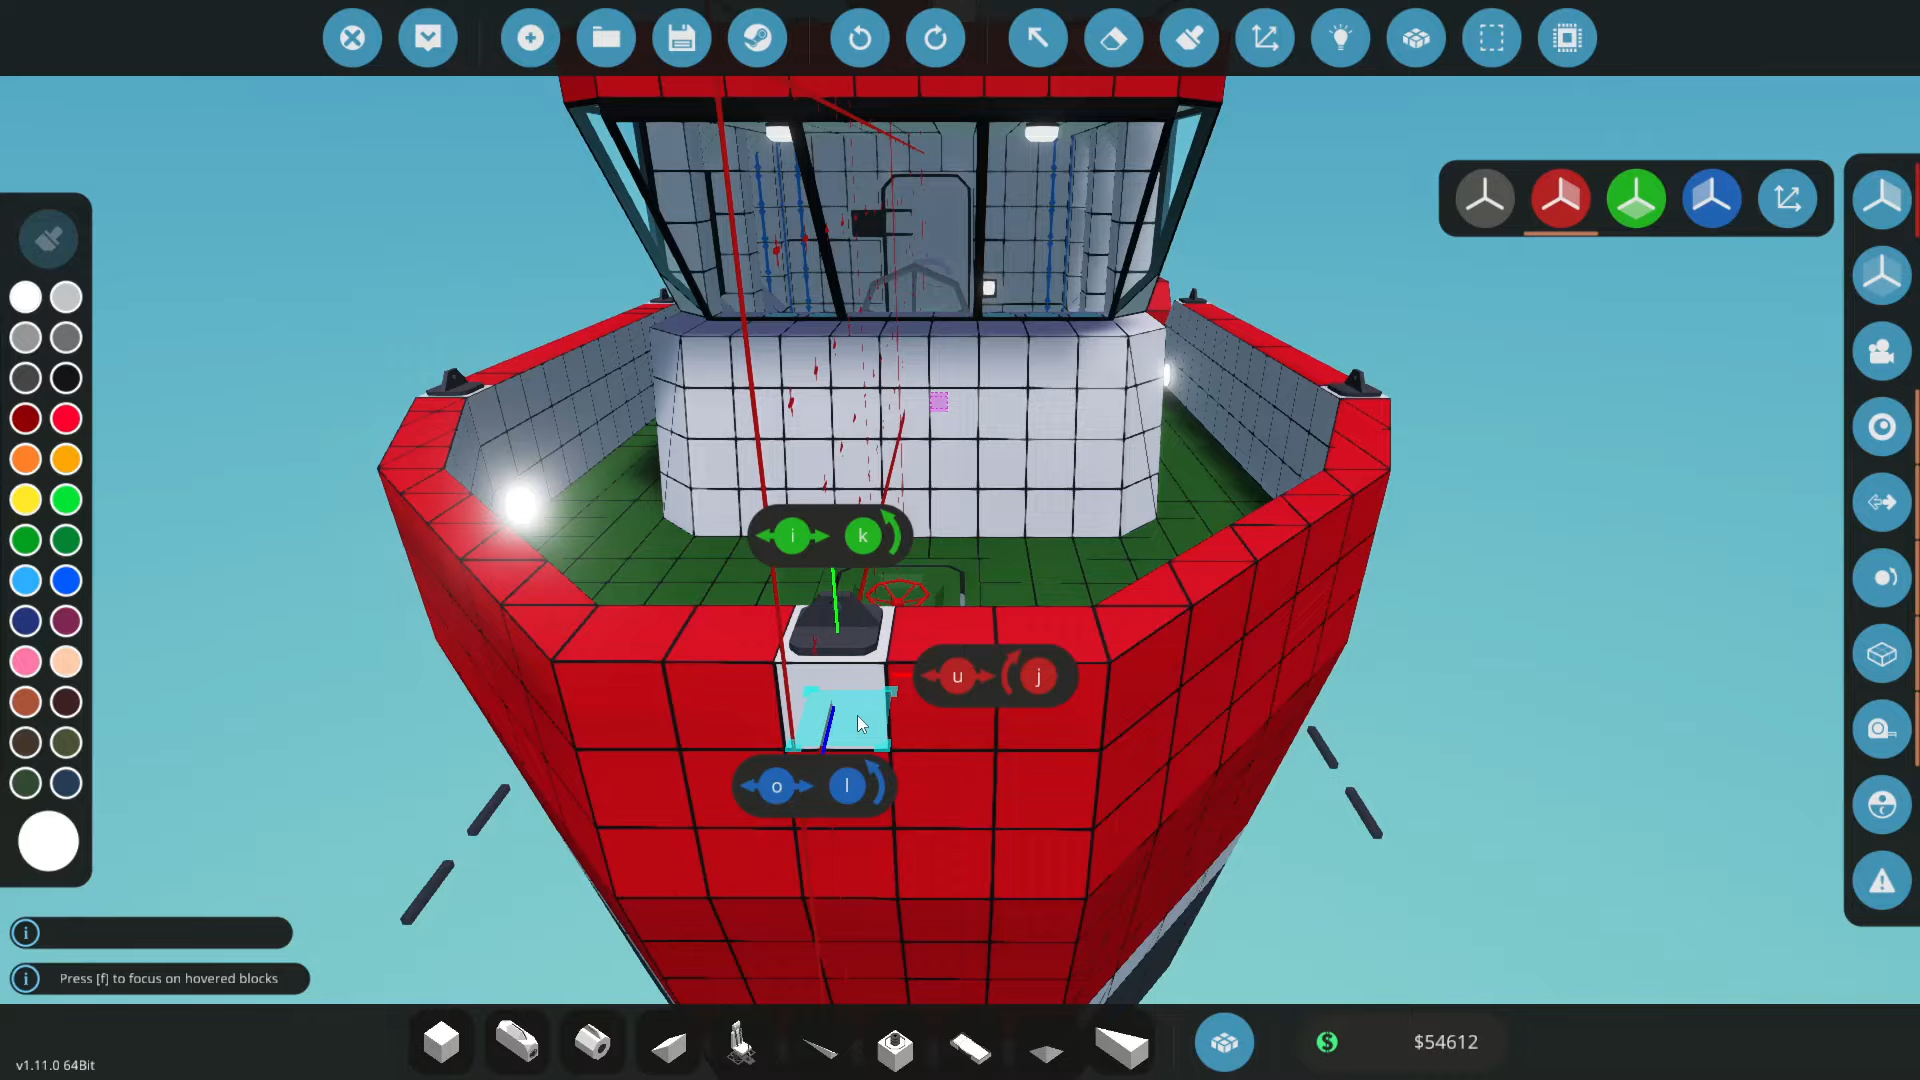 i k
u j
o l
Press [f] to focus on hovered blocks
$54612
v1.11.0 64Bit